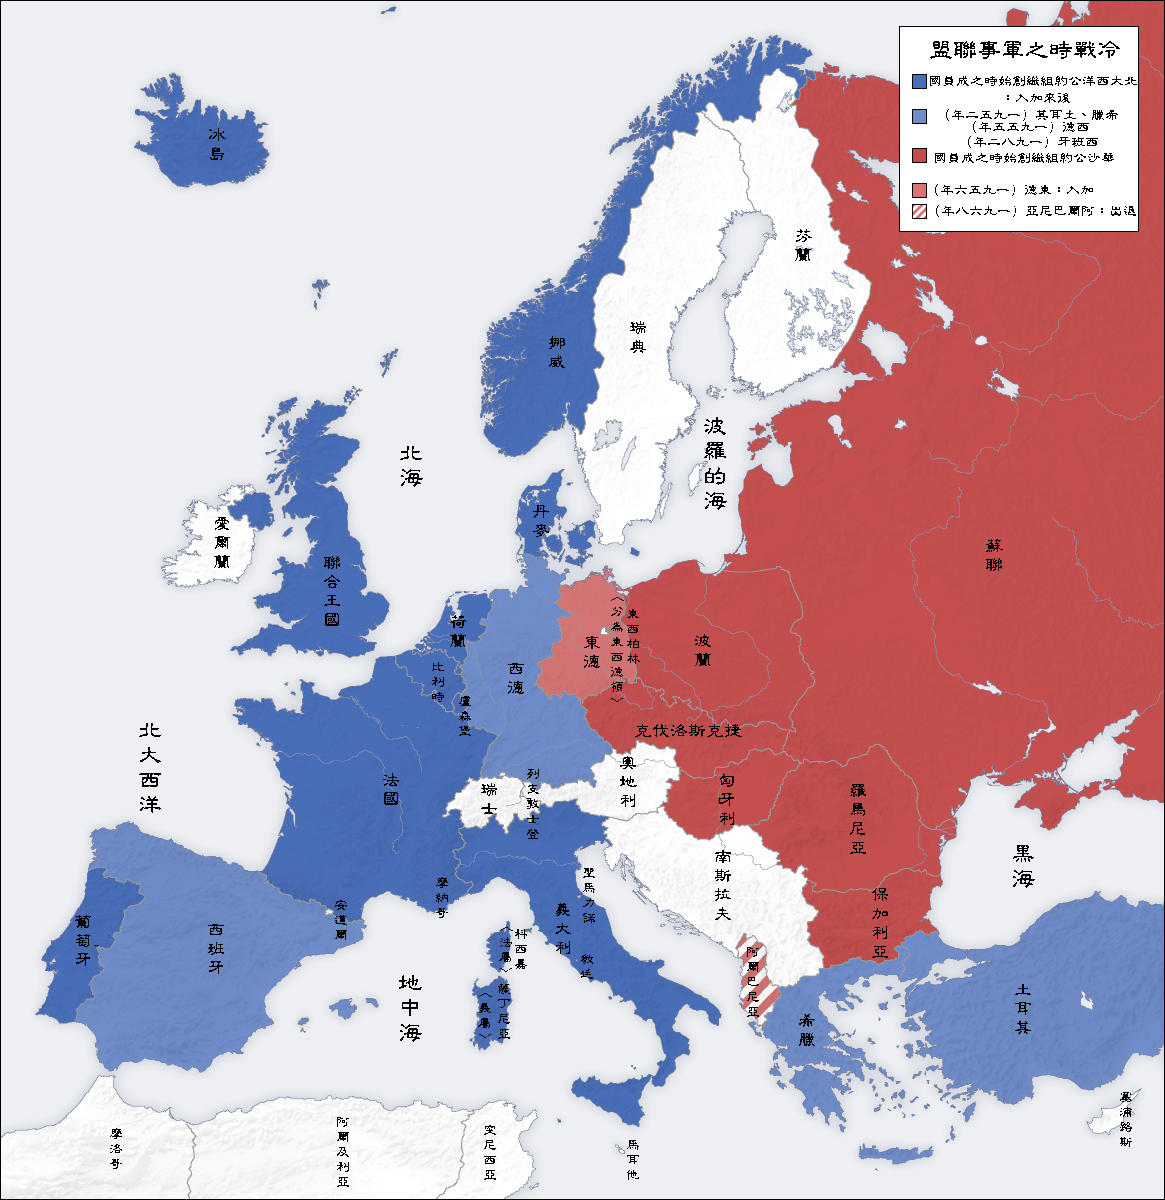 冷戰時之軍事聯盟
北大西洋公約組織創始時之成員國
後來加入：
希臘、土耳其（一九五二年）
西德（一九五五年）
西班牙（一九八二年）
華沙公約組織創始時之成員國
加入：東德（一九五六年）
退出：阿爾巴尼亞（一九六八年）
冰島
芬蘭
瑞典
挪威
北海
波羅的海
丹麥
愛爾蘭
聯合王國
蘇聯
荷蘭
比利時
盧森堡
西德
東德
東西柏林
（分為東西德領）
波蘭
捷克斯洛伐克
北大西洋
法國
瑞士
列支敦士登
奧地利
匈牙利
羅馬尼亞
南斯拉夫
保加利亞
黑海
摩納哥
聖馬力諾
安道爾
葡萄牙
西班牙
義大利
教廷
科西嘉
（法屬）
薩丁尼亞
（義屬）
地中海
阿爾巴尼亞
希臘
土耳其
塞浦路斯
馬耳他
摩洛哥
阿爾及利亞
突尼西亞